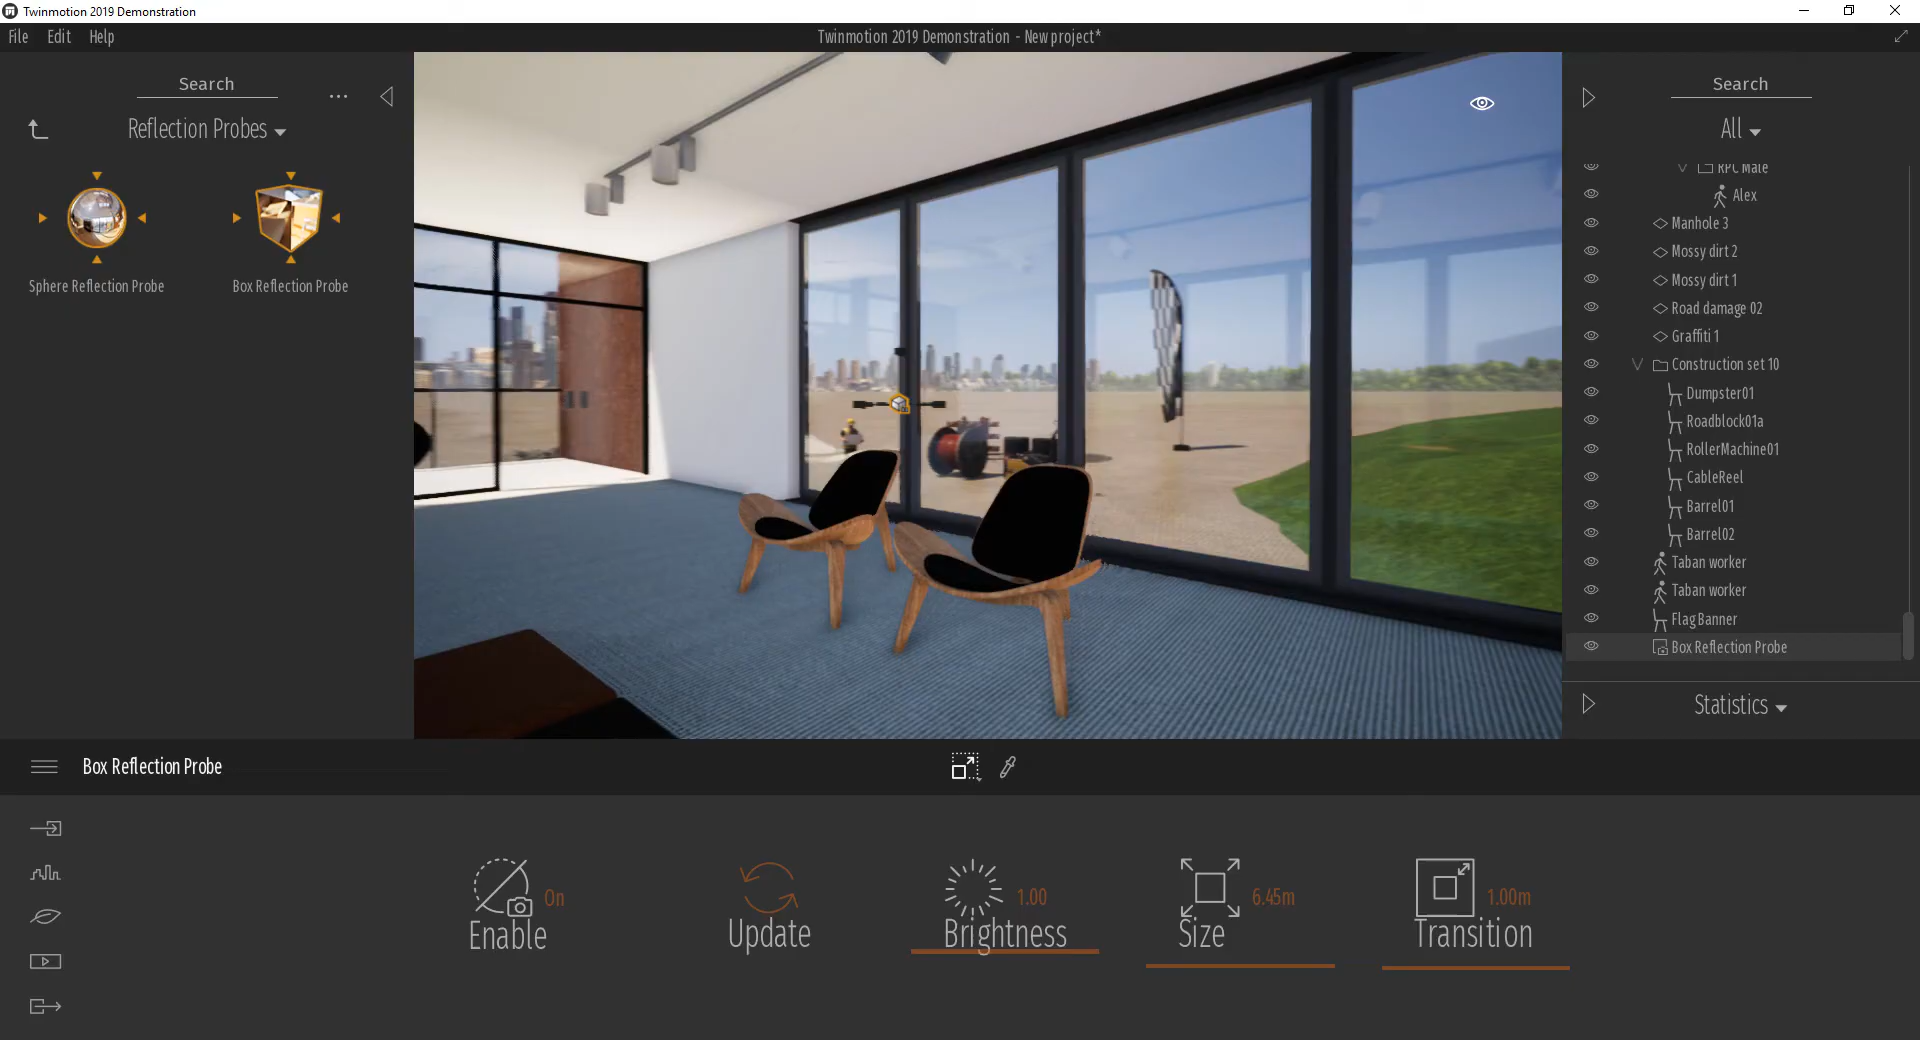 Twinmotion 2019 Demonstration
File Edit Help
Twinmotion 2019 Demonstration - New project*
Search
Reflection Probes
Sphere Reflection Probe
Box Reflection Probe
Search
All
RPC Male
Alex
Manhole 3
Mossy dirt 2
Mossy dirt 1
Road damage 02
Graffiti 1
Construction set 10
Dumpster01
Roadblock01a
RollerMachine01
CableReel
Barrel01
Barrel02
Taban worker
Taban worker
Flag Banner
Box Reflection Probe
Statistics
Box Reflection Probe
On
Enable
Update
1.00
Brightness
6.45m
Size
1.00m
Transition